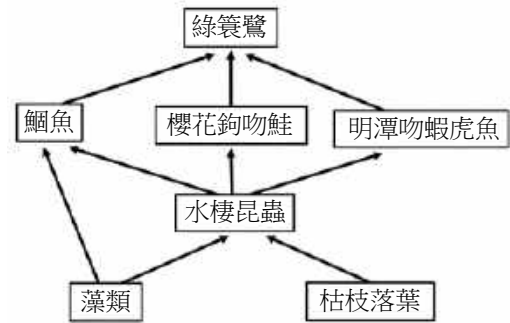 綠簑鷺
鯝魚
櫻花鉤吻鮭
明潭吻蝦虎魚
水棲昆蟲
藻類
枯枝落葉